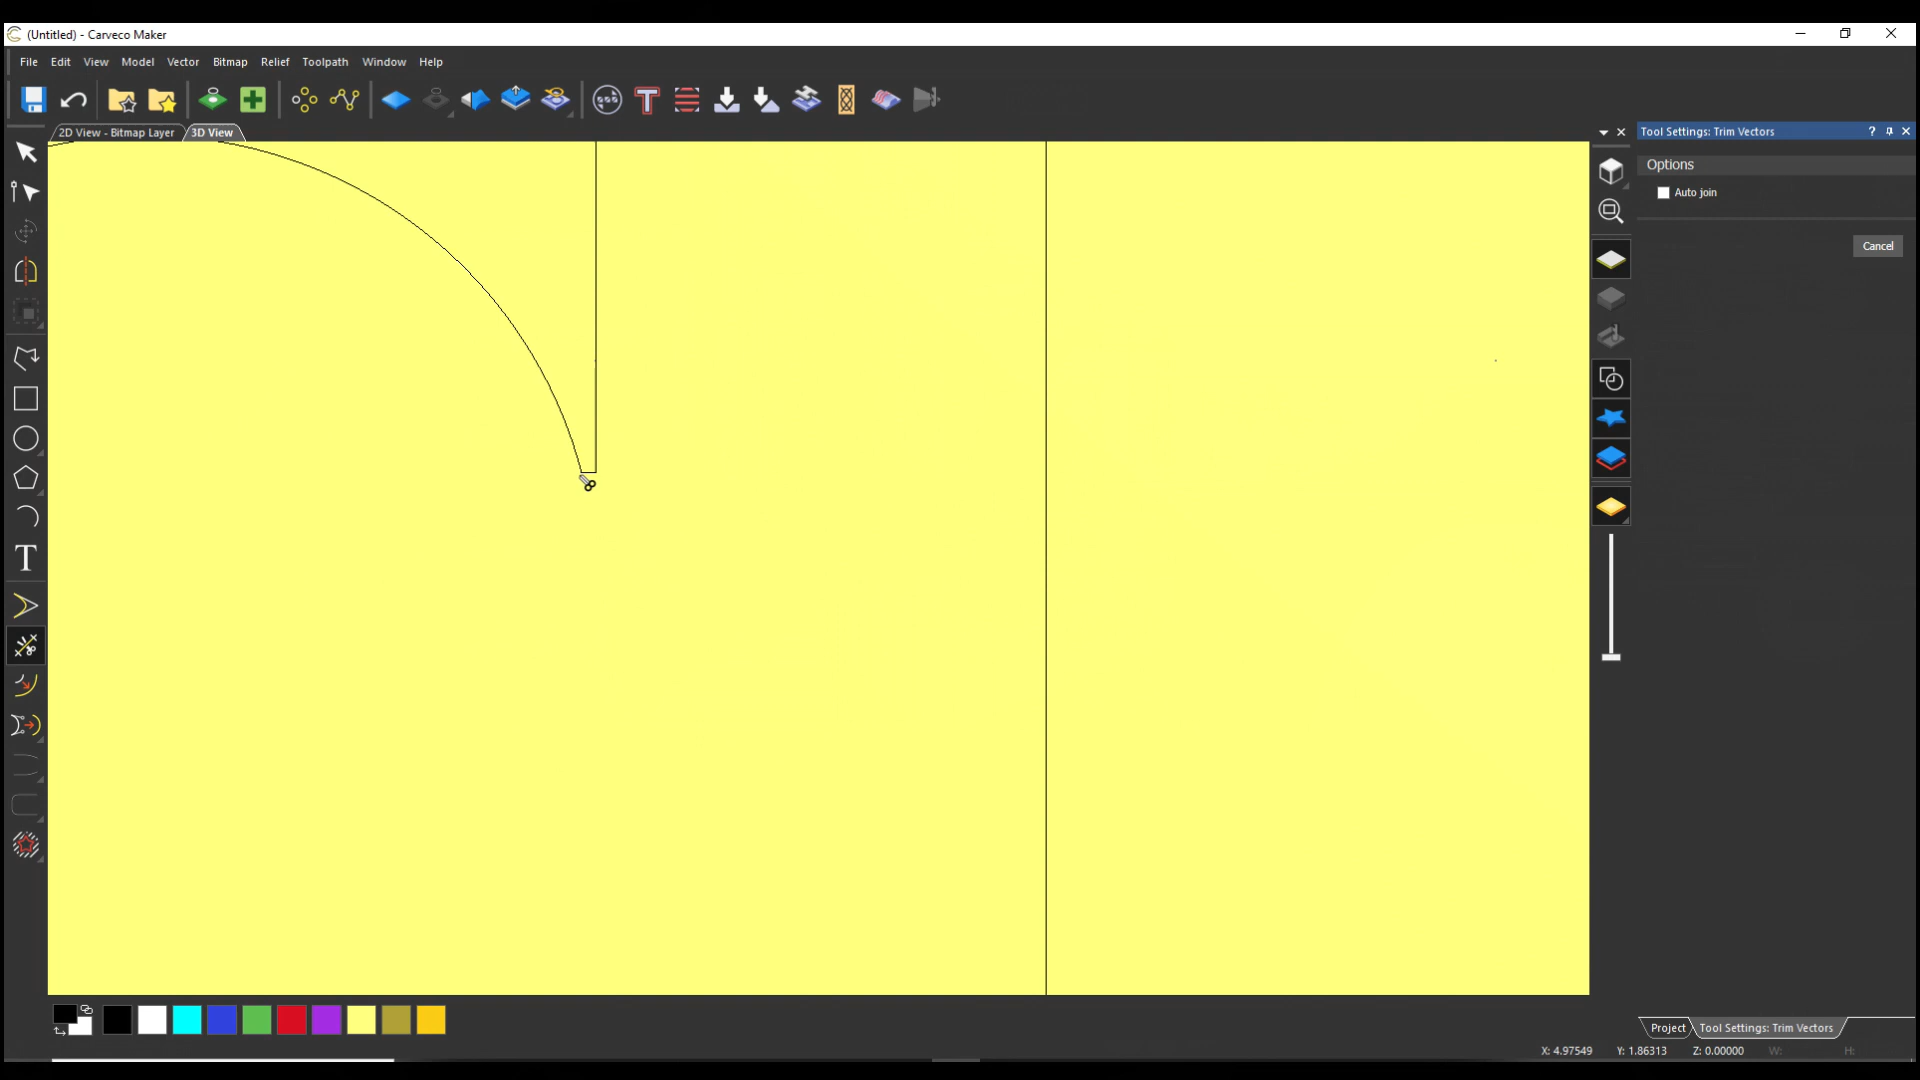 (Untitled) - Carveco Maker
File Edit View Model Vector Bitmap Relief Toolpath Window Help
2D View - Bitmap Layer 3D View
Tool Settings: Trim Vectors
Options
Auto join
Cancel
T
Project Tool Settings: Trim Vectors
X: 4.97549 Y: 1.86313 Z: 0.00000 W: H: